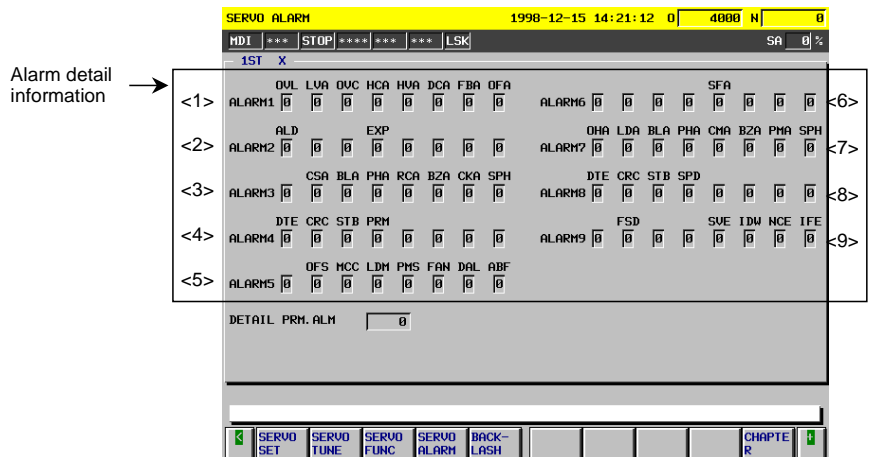 SERVO ALARM 1998-12-15 14:21:12 O 4000 N 0
MDI *** STOP **** *** *** LSK SA 0 %
1ST X
Alarm detail
information
OVL LVA OVC HCA HVA DCA FBA OFA SFA
<1> ALARM1 0 0 0 0 0 0 0 0 ALARM6 0 0 0 0 0 0 0 0 <6>
ALD EXP OHA LDA BLA PHA CMA BZA PMA SPH
<2> ALARM2 0 0 0 0 0 0 0 0 ALARM7 0 0 0 0 0 0 0 0 <7>
CSA BLA PHA RCA BZA CKA SPH DTE CRC STB SPD
<3> ALARM3 0 0 0 0 0 0 0 0 ALARM8 0 0 0 0 0 0 0 0 <8>
DTE CRC STB PRM FSD SVE IDW NCE IFE
<4> ALARM4 0 0 0 0 0 0 0 0 ALARM9 0 0 0 0 0 0 0 0 <9>
OFS MCC LDM PMS FAN DAL ABF
<5> ALARM5 0 0 0 0 0 0 0 0
DETAIL PRM.ALM 0
< SERVO SERVO SERVO SERVO BACK- CHAPTE +
SET TUNE FUNC ALARM LASH R